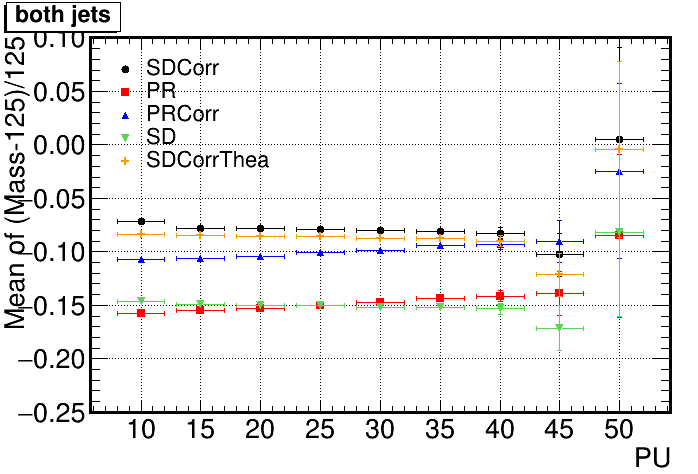 both jets
Mean of (Mass-125)/125
0.10
0.05
0.00
−0.05
−0.10
−0.15
−0.20
−0.25
SDCorr
PR
PRCorr
SD
SDCorrThea
10 15 20 25 30 35 40 45 50
PU